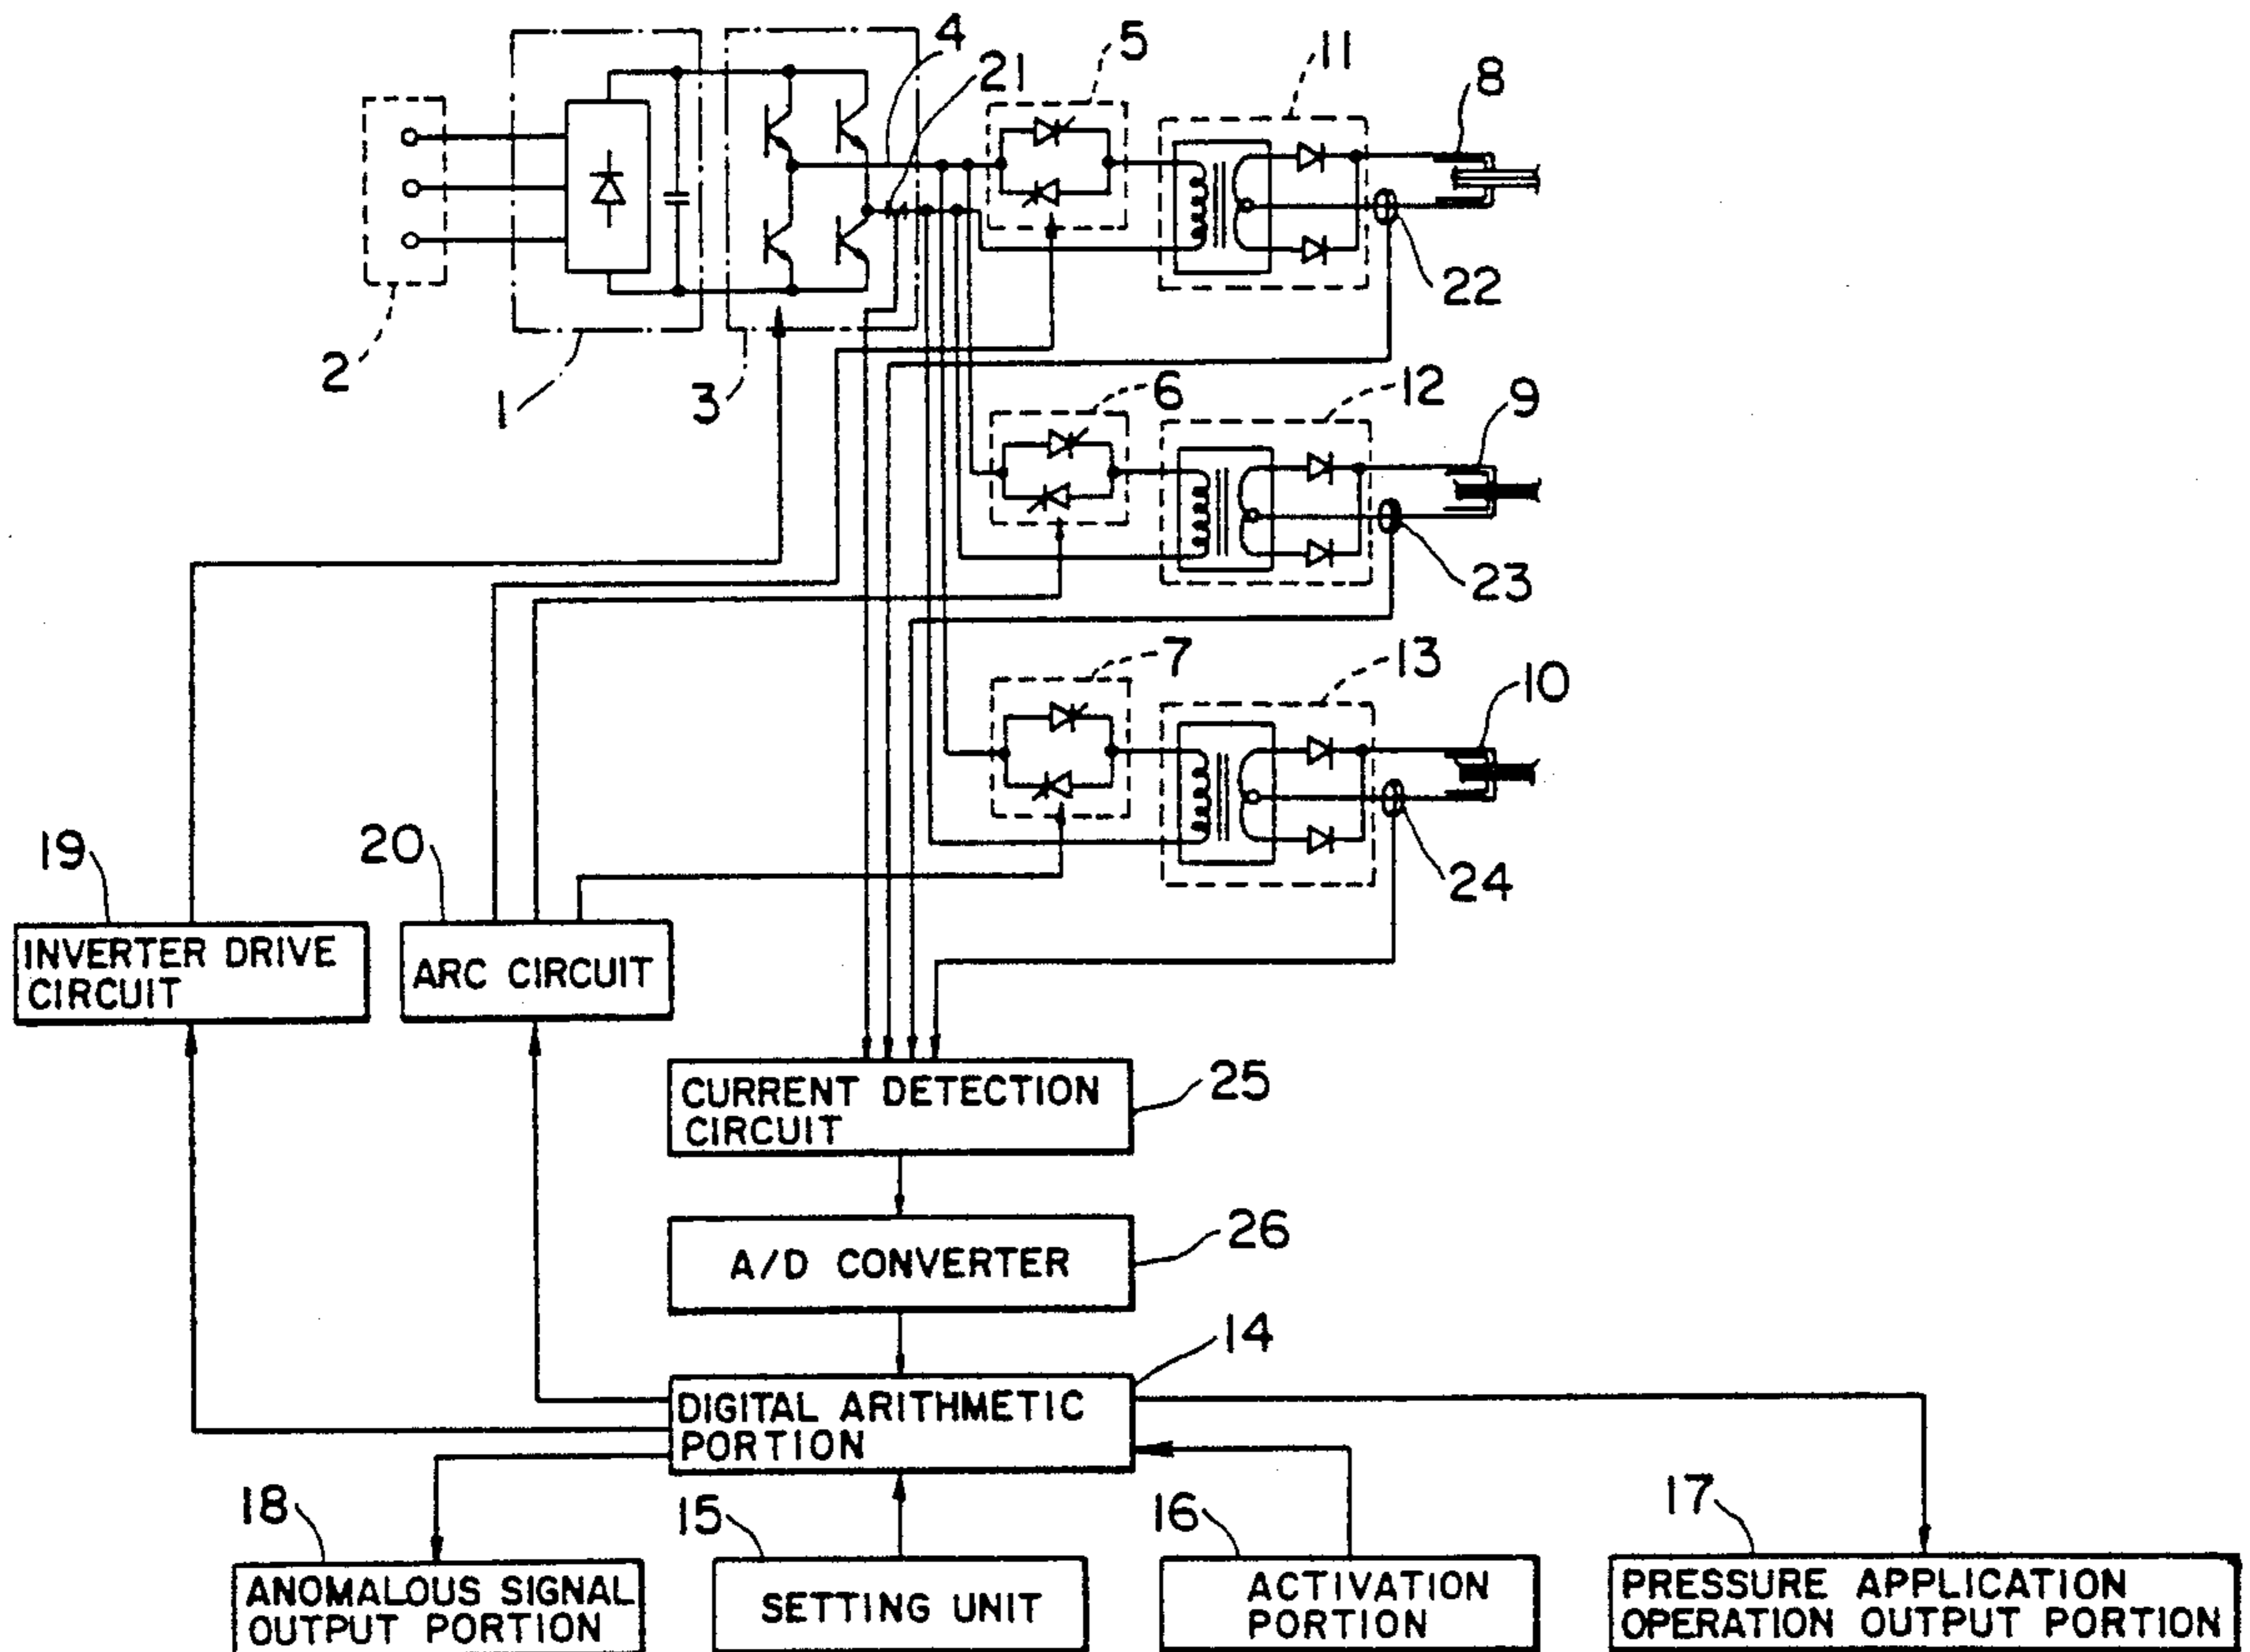 4
5
11
8
21
22
2
1
3
6
12
9
23
7
13
10
24
19
20
INVERTER DRIVE
CIRCUIT
ARC CIRCUIT
CURRENT DETECTION
CIRCUIT
25
A/D CONVERTER
26
14
DIGITAL ARITHMETIC
PORTION
18
15
16
17
ANOMALOUS SIGNAL
OUTPUT PORTION
SETTING UNIT
ACTIVATION
PORTION
PRESSURE APPLICATION
OPERATION OUTPUT PORTION